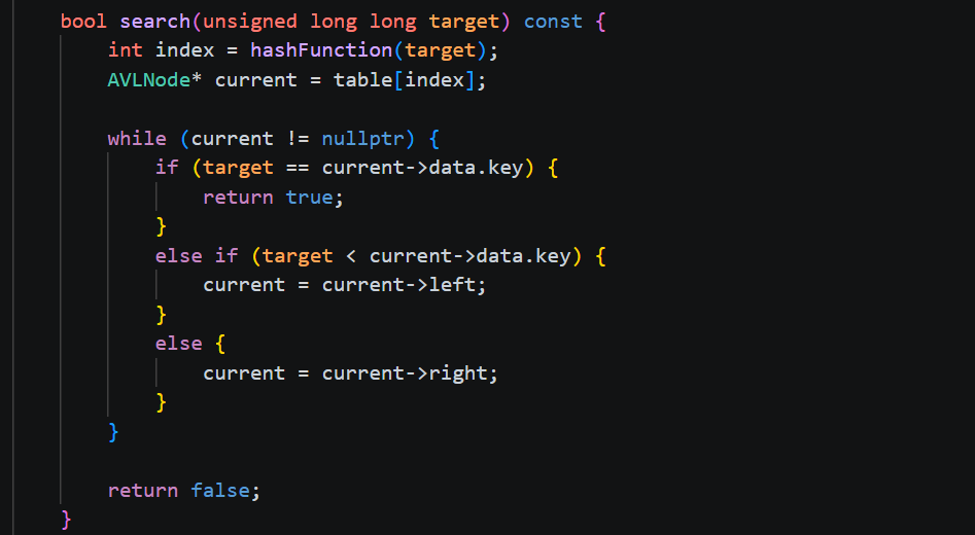 bool search(unsigned long long target) const {
    int index = hashFunction(target);
    AVLNode* current = table[index];

    while (current != nullptr) {
        if (target == current->data.key) {
            return true;
        }
        else if (target < current->data.key) {
            current = current->left;
        }
        else {
            current = current->right;
        }
    }

    return false;
}